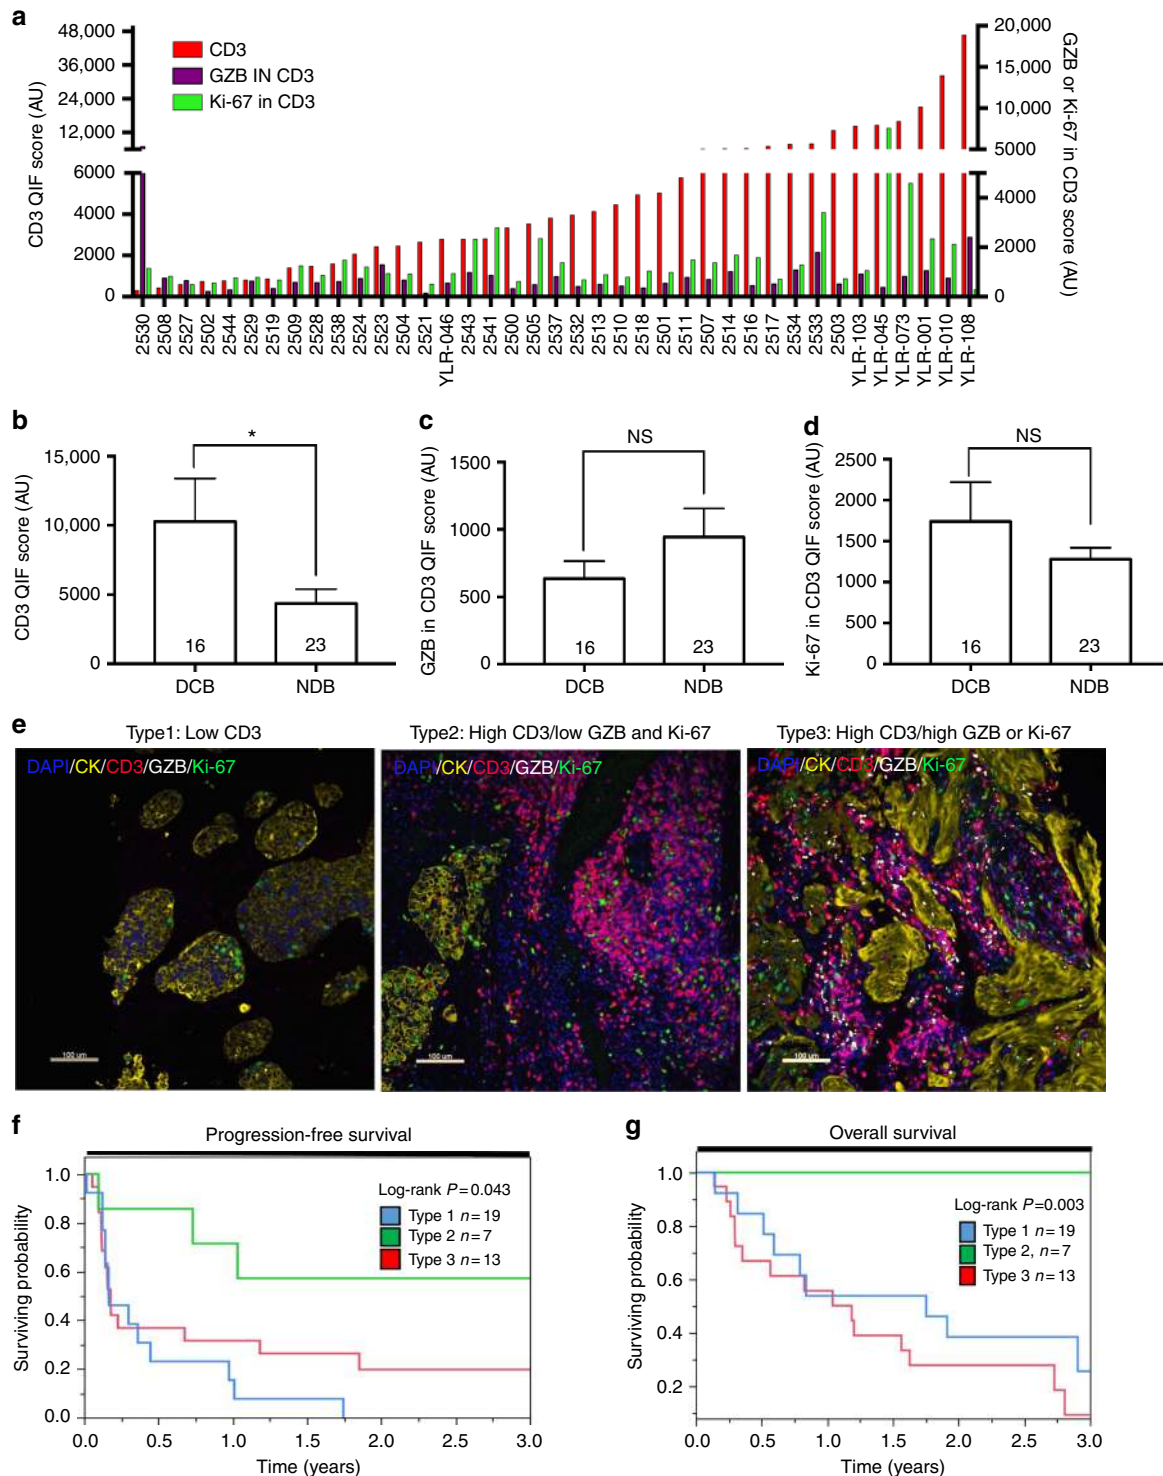 a
48,000
36,000
24,000
12,000
6000
4000
2000
0
CD3 QIF score (AU)
CD3
GZB IN CD3
Ki-67 in CD3
20,000
15,000
10,000
5000
4000
2000
0
GZB or Ki-67 in CD3 score (AU)
2530
2508
2527
2502
2544
2529
2519
2509
2528
2538
2524
2523
2504
2521
YLR-046
2543
2541
2500
2505
2537
2532
2513
2510
2518
2501
2511
2507
2514
2516
2517
2534
2533
2503
YLR-103
YLR-045
YLR-073
YLR-001
YLR-010
YLR-108
b
CD3 QIF score (AU)
15,000
10,000
5000
0
*
16
23
DCB
NDB
c
GZB in CD3 QIF score (AU)
1500
1000
500
0
NS
16
23
DCB
NDB
d
Ki-67 in CD3 QIF score (AU)
2500
2000
1500
1000
500
0
NS
16
23
DCB
NDB
e
Type1: Low CD3
DAPI/CK/CD3/GZB/Ki-67
100 um
Type2: High CD3/low GZB and Ki-67
DAPI/CK/CD3/GZB/Ki-67
100 um
Type3: High CD3/high GZB or Ki-67
DAPI/CK/CD3/GZB/Ki-67
100 um
f
Progression-free survival
Surviving probability
1.0
0.8
0.6
0.4
0.2
0.0
Log-rank P=0.043
Type 1 n=19
Type 2 n=7
Type 3 n=13
0.0 0.5 1.0 1.5 2.0 2.5 3.0
Time (years)
g
Overall survival
Surviving probability
1.0
0.8
0.6
0.4
0.2
Log-rank P=0.003
Type 1 n=19
Type 2, n=7
Type 3 n=13
0.0 0.5 1.0 1.5 2.0 2.5 3.0
Time (years)